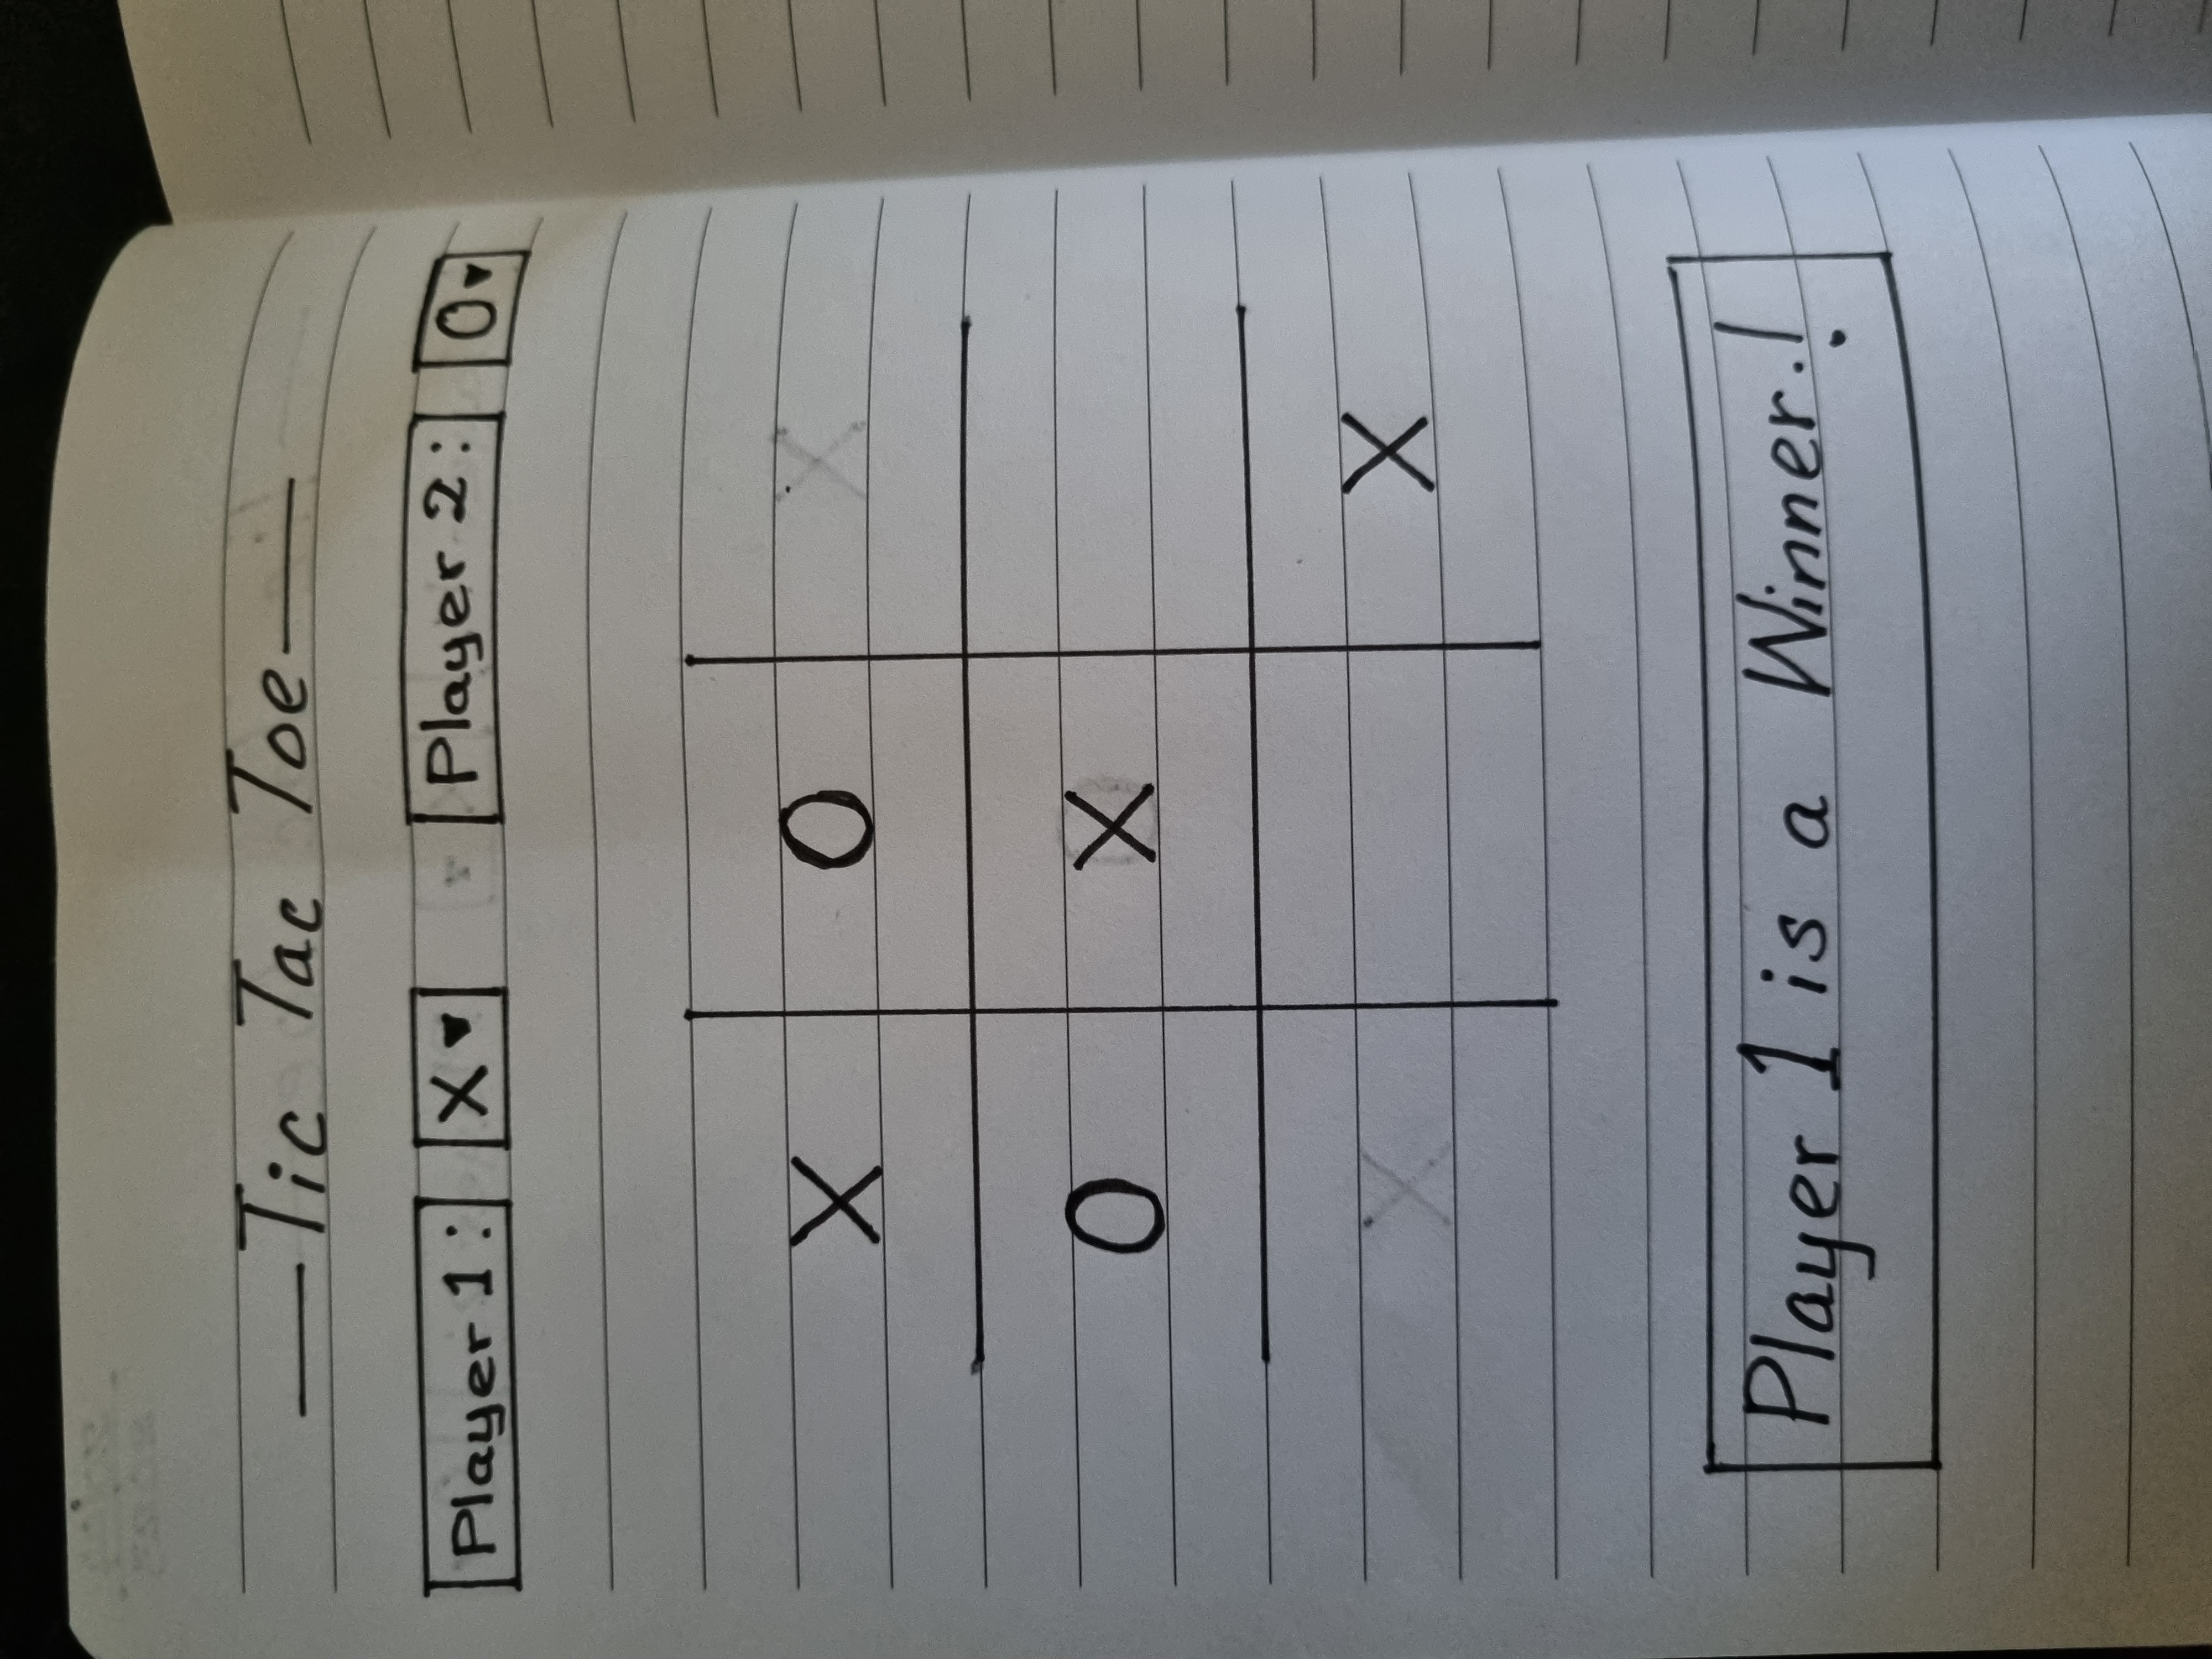 Tic Tac Toe
Player 1: X Player 2: O
X O
O X
X
Player 1 is a Winner.!